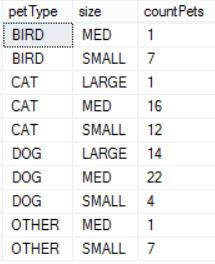 petType size countPets
BIRD MED 1
BIRD SMALL 7
CAT LARGE 1
CAT MED 16
CAT SMALL 12
DOG LARGE 14
DOG MED 22
DOG SMALL 4
OTHER MED 1
OTHER SMALL 7